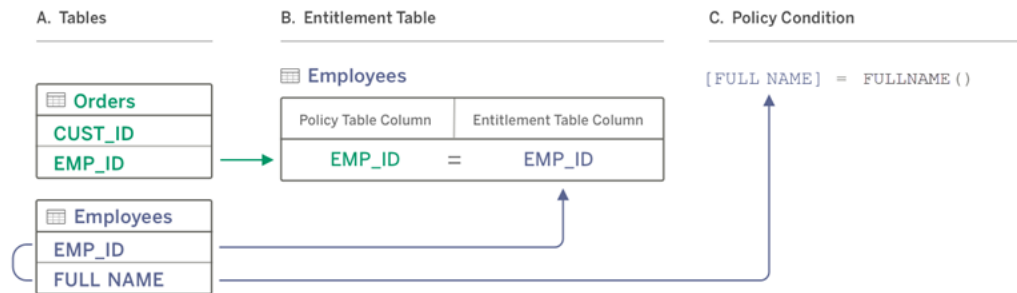 A. Tables
B. Entitlement Table
C. Policy Condition
Orders
CUST_ID
EMP_ID
Employees
EMP_ID
FULL NAME
Employees
Policy Table Column
Entitlement Table Column
EMP_ID = EMP_ID
[FULL NAME] = FULLNAME()